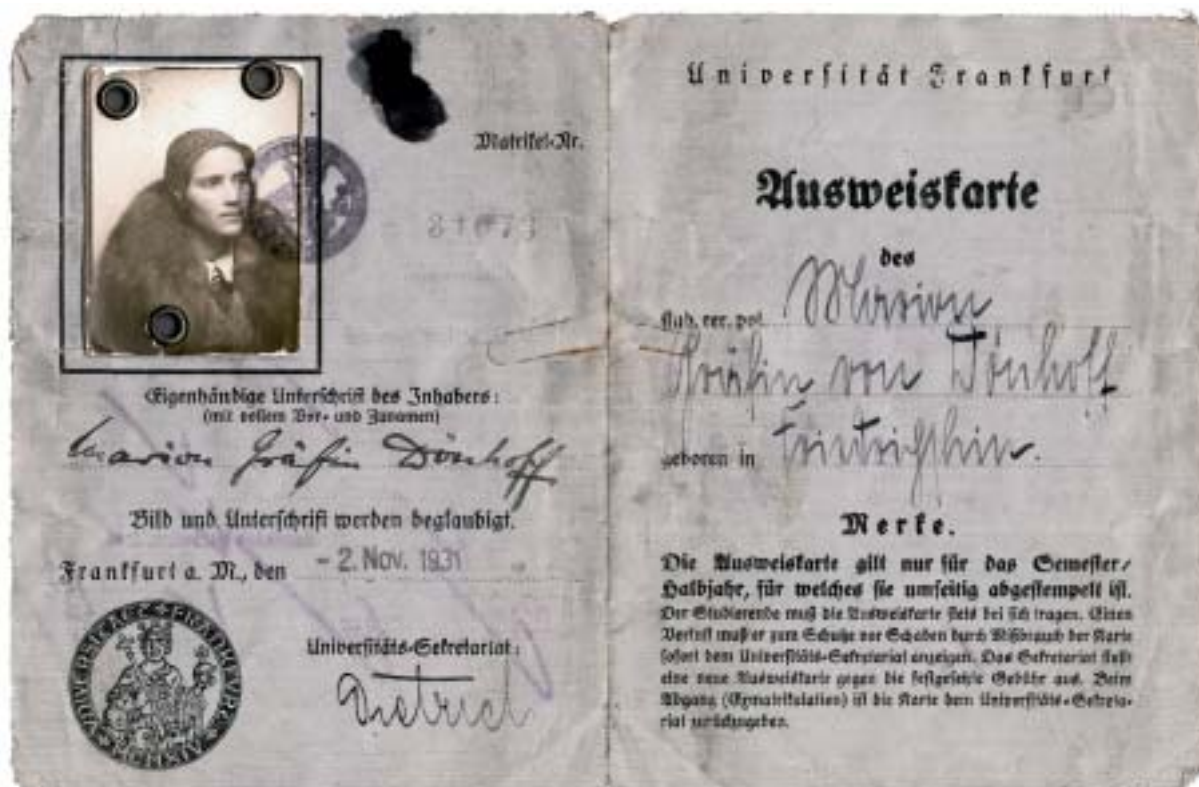 Matrikel-Nr.
Eigenhändige Unterschrift des Inhabers:
(mit vollem Vor- und Zunamen)
Marion Gräfin Dönhoff
Bild und Unterschrift werden beglaubigt.
Frankfurt a. M., den - 2. Nov. 1931
Universitäts-Sekretariat:
Dietrich
Universität Frankfurt
Ausweiskarte
des
stud. rer. pol. Marion
Gräfin von Dönhoff
geboren in Friedrichstein.
Merke.
Die Ausweiskarte gilt nur für das Semester/
Halbjahr, für welches sie umseitig abgestempelt ist.
Der Studierende muß die Ausweiskarte stets bei sich tragen. Einen
Verlust muß er zum Schutze vor Schaden durch Mißbrauch der Karte
sofort dem Universitäts-Sekretariat anzeigen. Das Sekretariat stellt
eine neue Ausweiskarte gegen die festgesetzte Gebühr aus. Beim
Abgang (Exmatrikulation) ist die Karte dem Universitäts-Sekreta-
riat zurückzugeben.